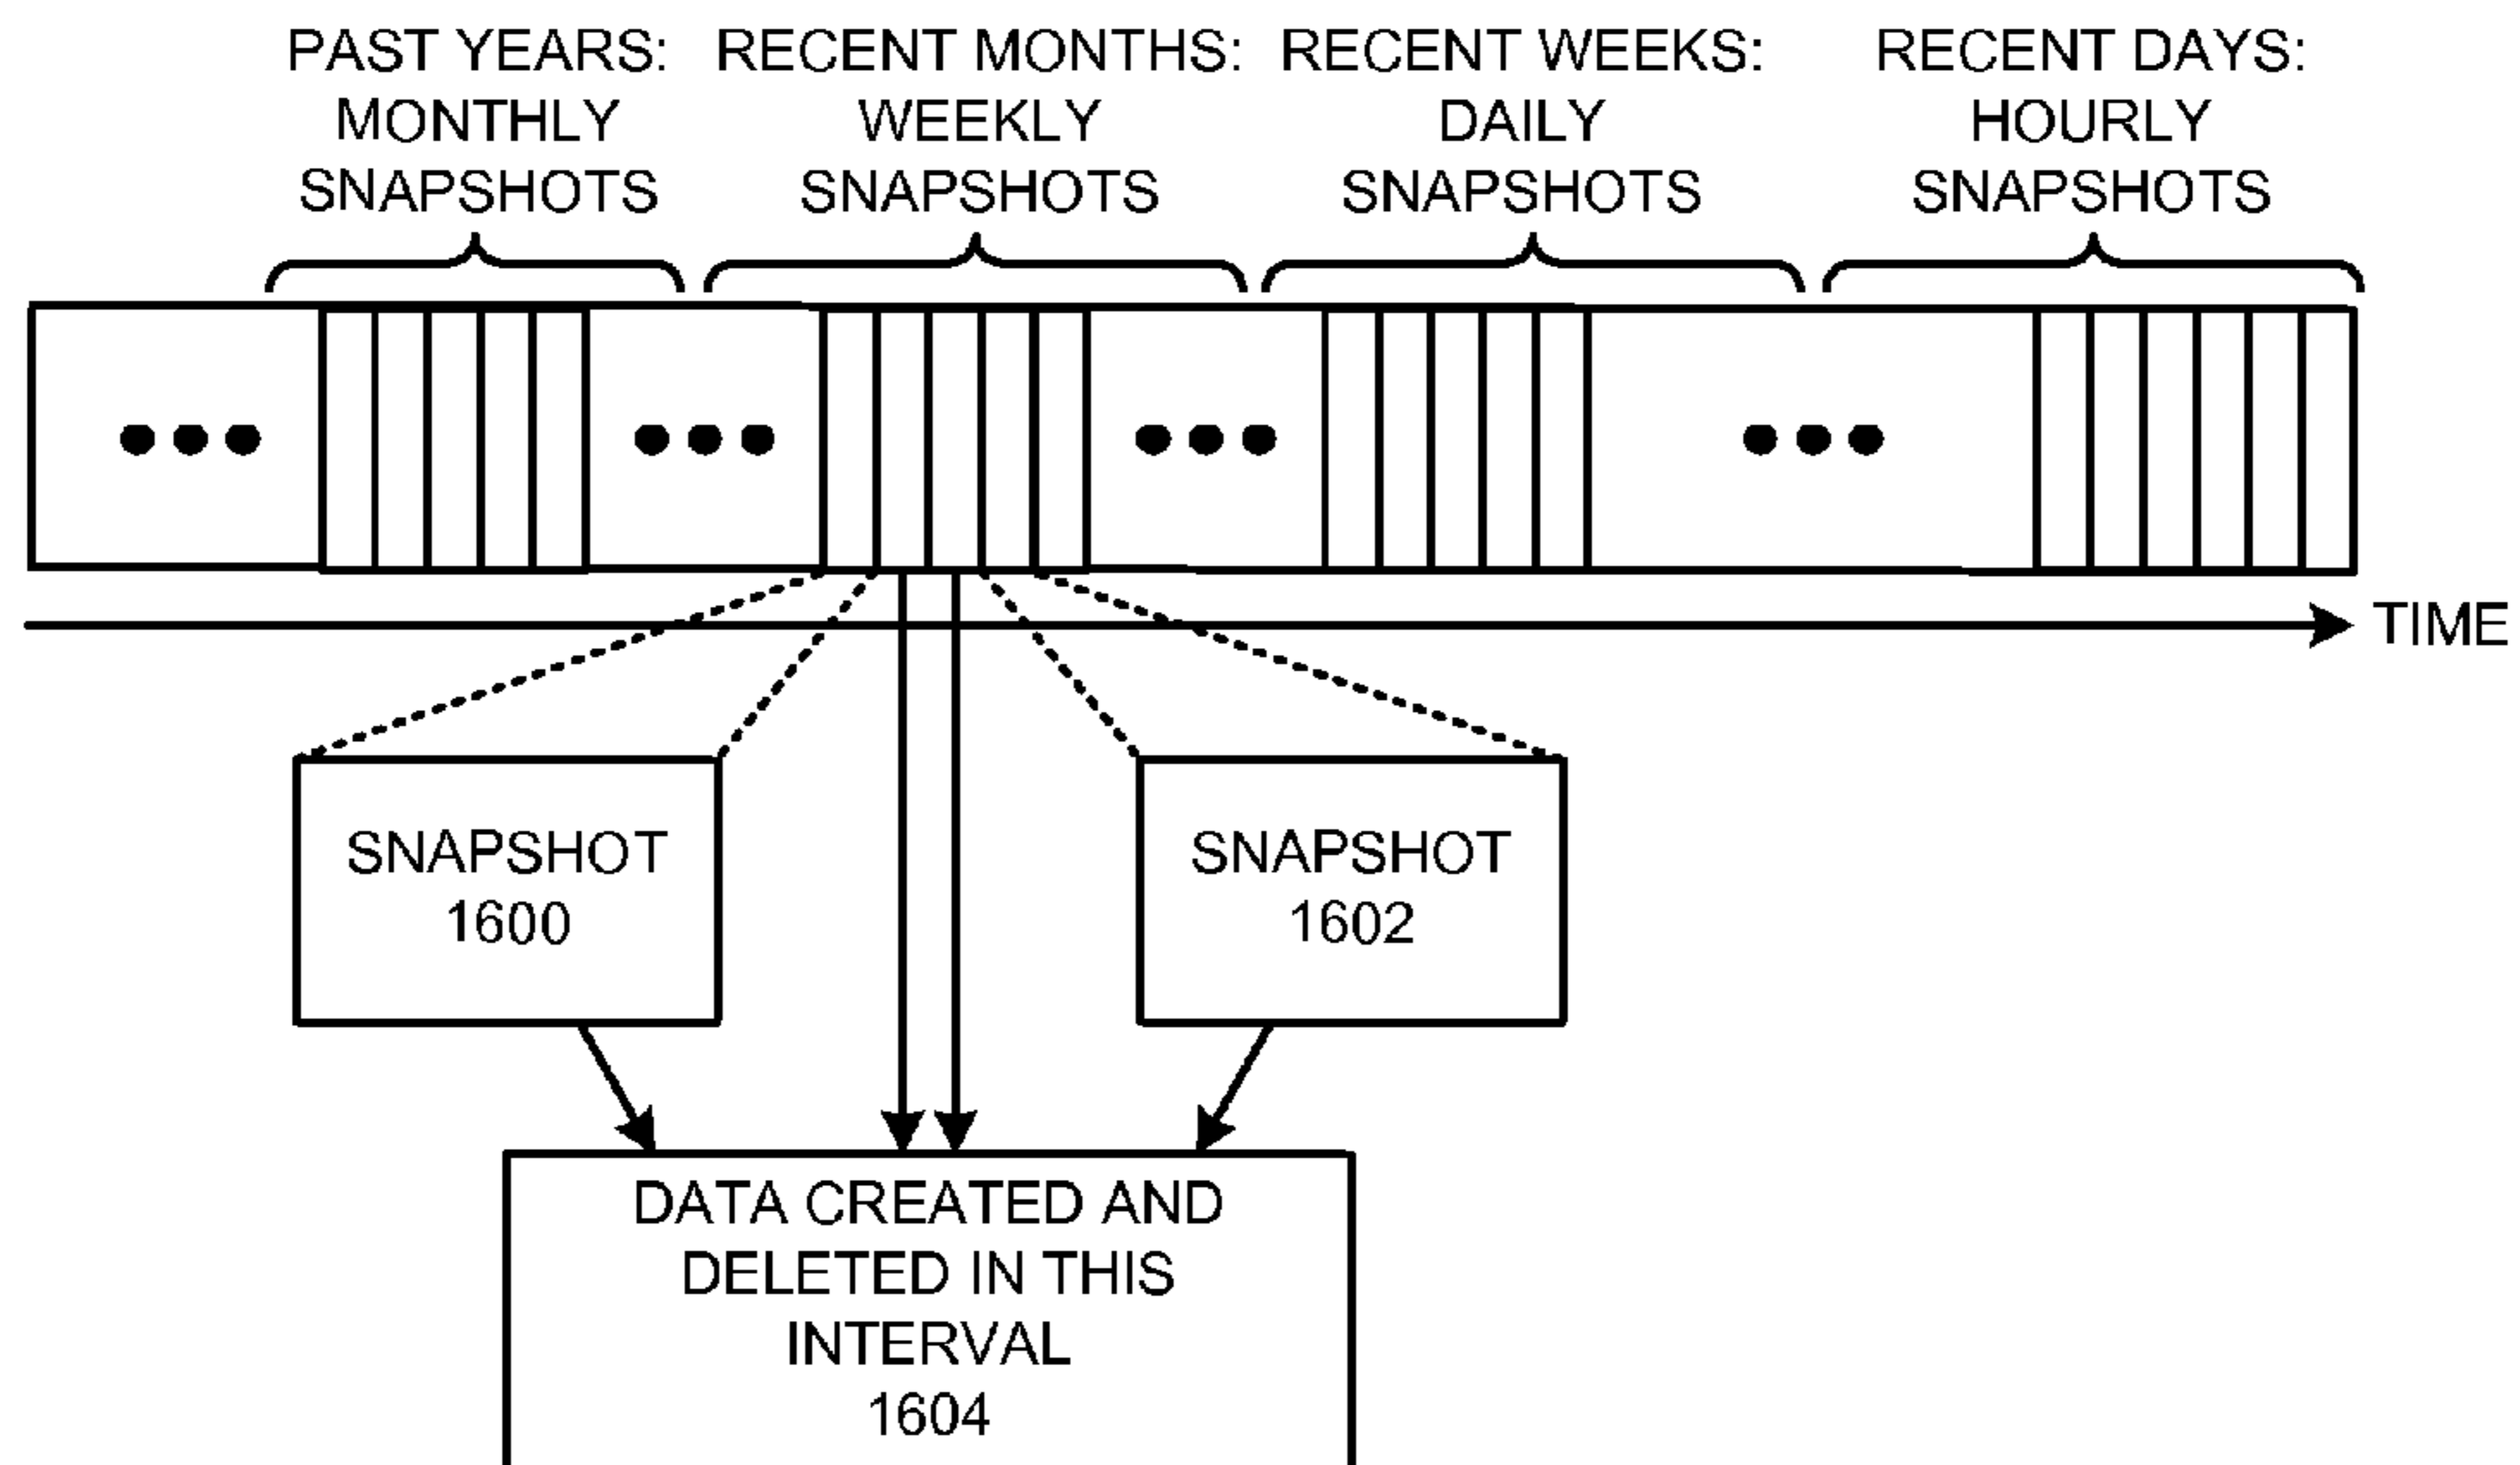 PAST YEARS:
MONTHLY
SNAPSHOTS
RECENT MONTHS:
WEEKLY
SNAPSHOTS
RECENT WEEKS:
DAILY
SNAPSHOTS
RECENT DAYS:
HOURLY
SNAPSHOTS
TIME
SNAPSHOT
1600
SNAPSHOT
1602
DATA CREATED AND
DELETED IN THIS
INTERVAL
1604